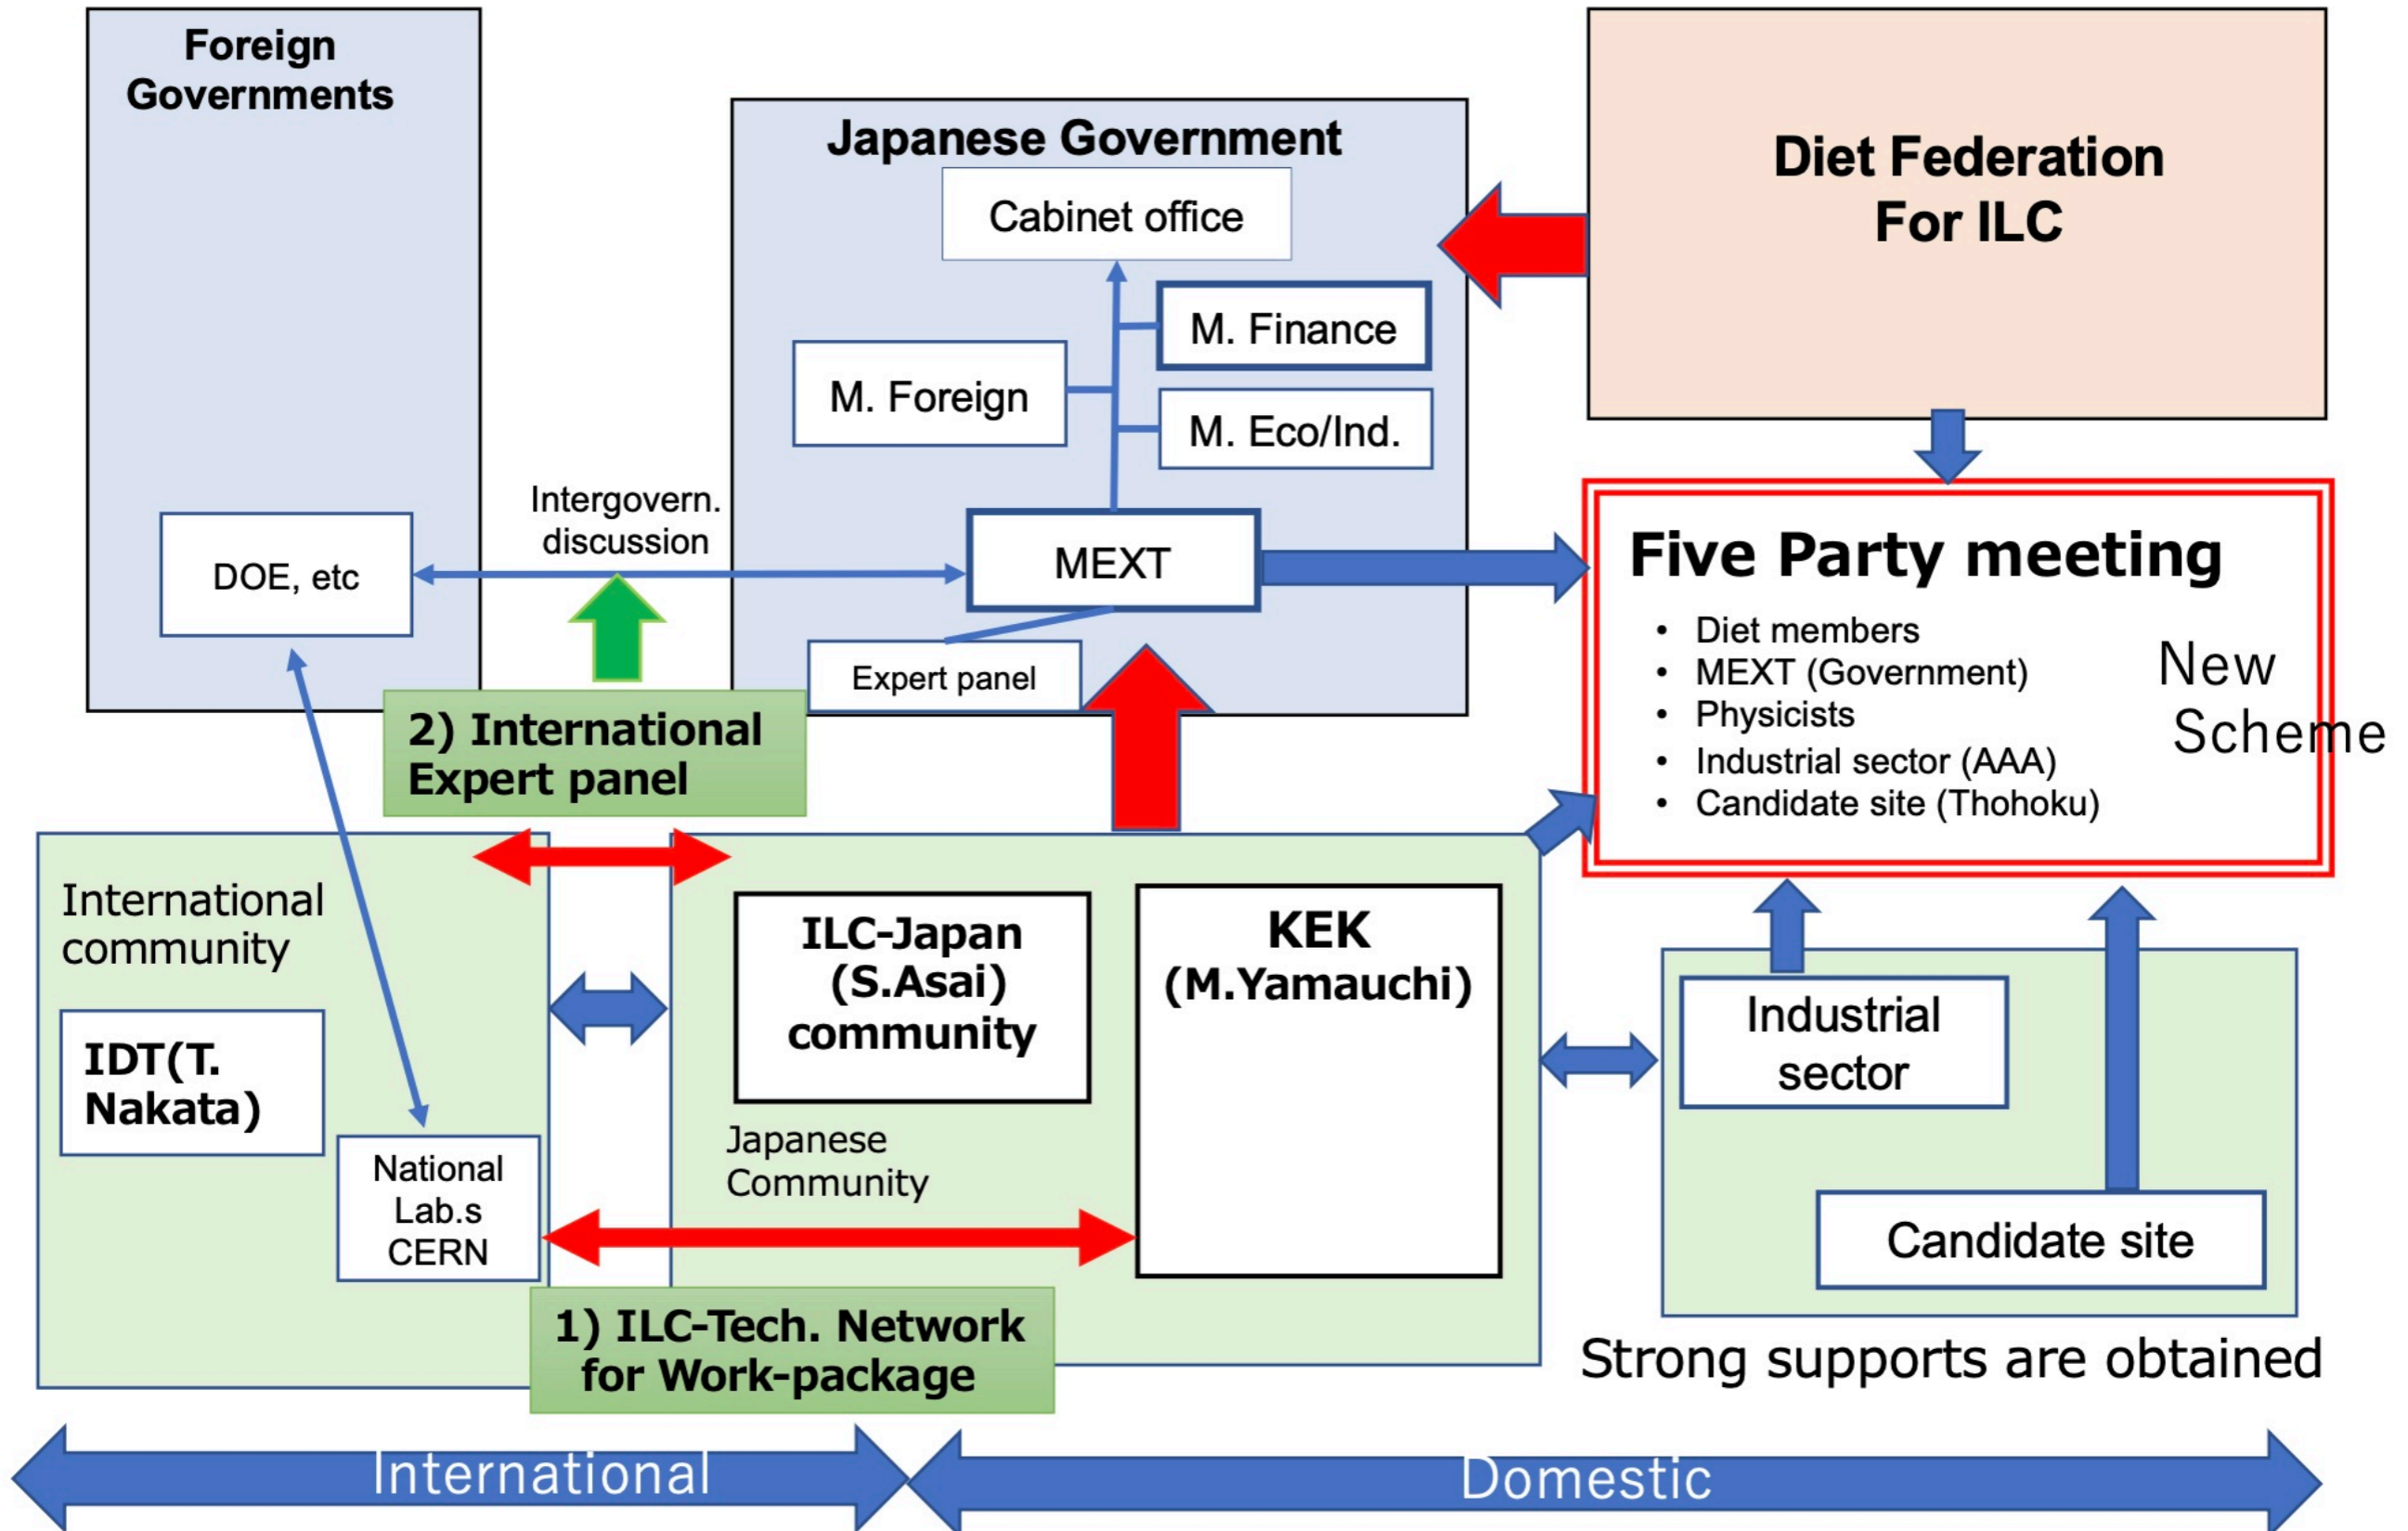 Foreign
Governments
DOE, etc
Intergovern.
discussion
Japanese Government
Cabinet office
M. Finance
M. Foreign
M. Eco/Ind.
MEXT
Expert panel
Diet Federation
For ILC
Five Party meeting
• Diet members
• MEXT (Government)
• Physicists
• Industrial sector (AAA)
• Candidate site (Thohoku)
New
Scheme
2) International
Expert panel
International
community
IDT(T.
Nakata)
National
Lab.s
CERN
ILC-Japan
(S.Asai)
community
Japanese
Community
KEK
(M.Yamauchi)
1) ILC-Tech. Network
for Work-package
Industrial
sector
Candidate site
Strong supports are obtained
International
Domestic